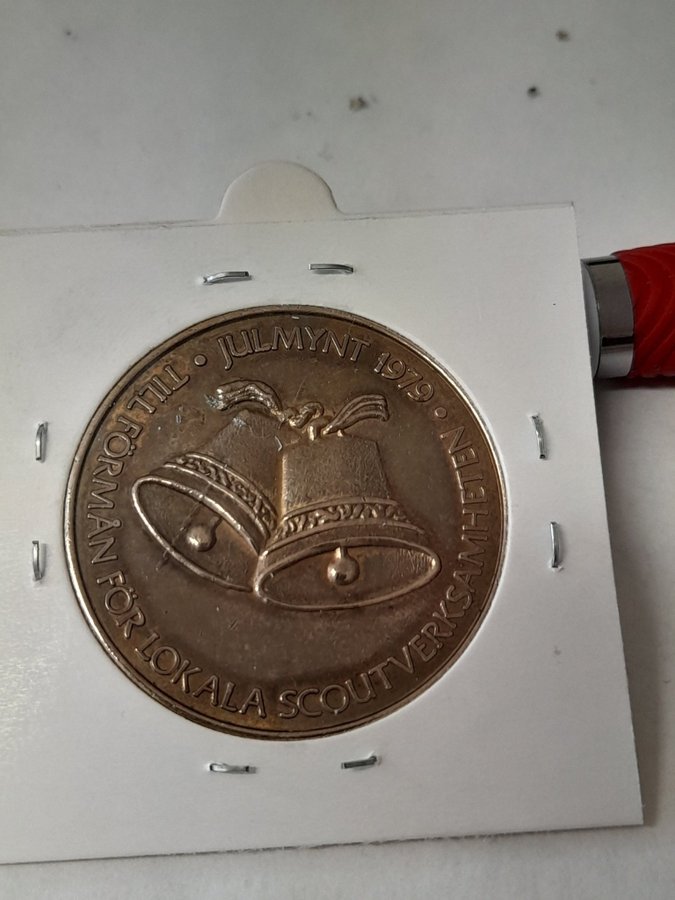 • JULMYNT 1979 •
TILL FÖRMÅN FÖR LOKALA SCOUTVERKSAMHETEN